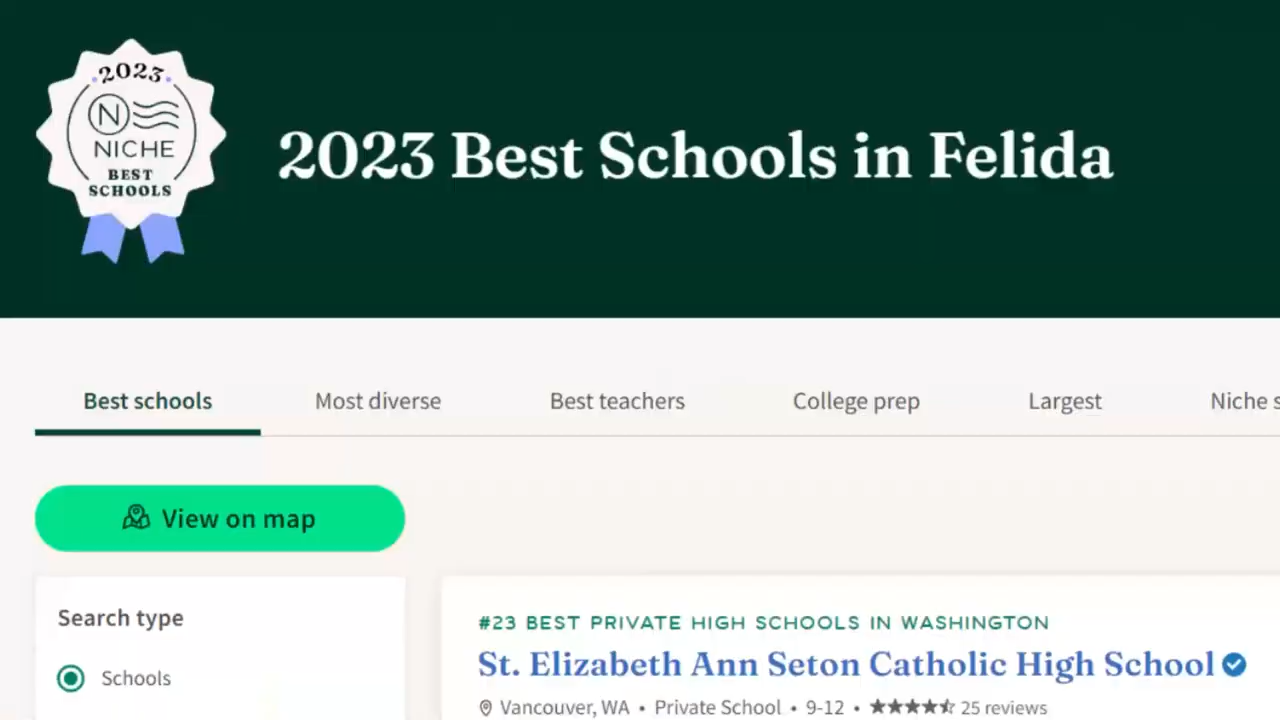 2023
N
NICHE
BEST
SCHOOLS
2023 Best Schools in Felida
Best schools
Most diverse
Best teachers
College prep
Largest
Niche s
View on map
Search type
Schools
#23 BEST PRIVATE HIGH SCHOOLS IN WASHINGTON
St. Elizabeth Ann Seton Catholic High School
Vancouver, WA • Private School • 9-12 • 25 reviews